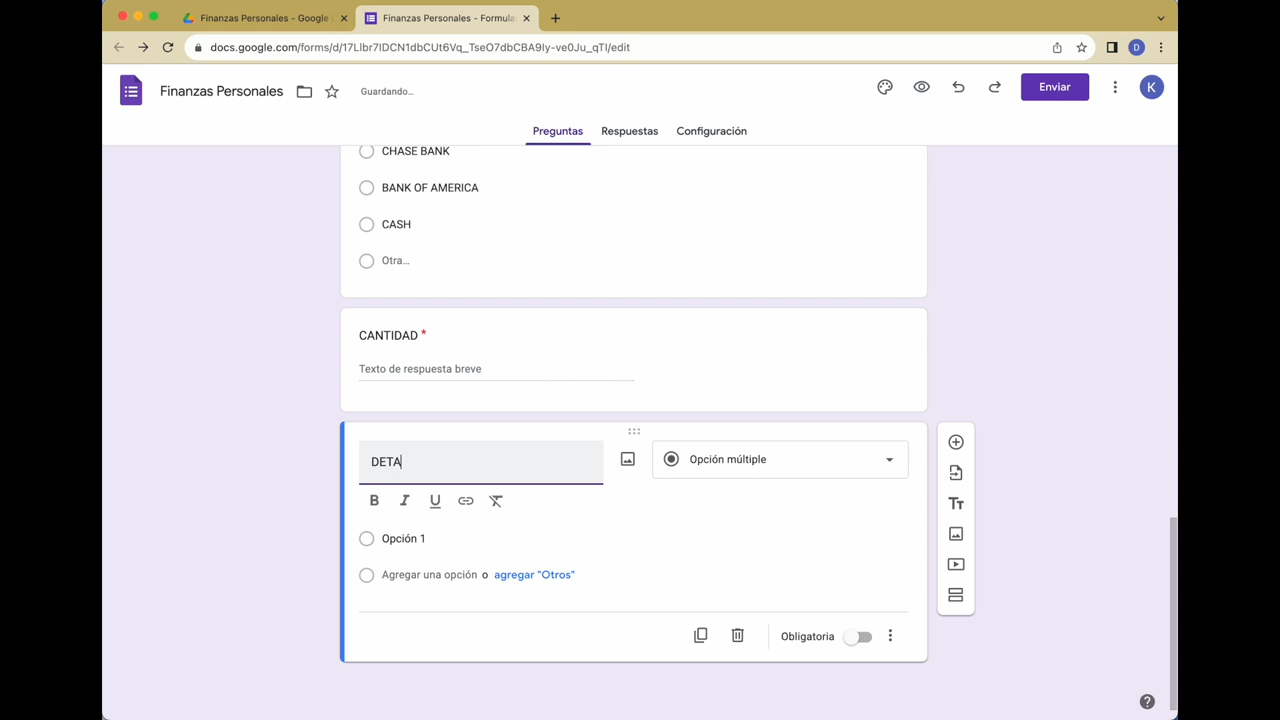 Finanzas Personales - Google
Finanzas Personales - Formula
docs.google.com/forms/d/17Llbr7IDCN1dbCUt6Vq_TseO7dbCBA9Iy-ve0Ju_qTI/edit
D
Finanzas Personales
Guardando...
Enviar
K
Preguntas
Respuestas
Configuración
CHASE BANK
BANK OF AMERICA
CASH
Otra...
CANTIDAD *
Texto de respuesta breve
DETA
Opción múltiple
B I U
Opción 1
Agregar una opción o agregar "Otros"
Obligatoria
Tт
?